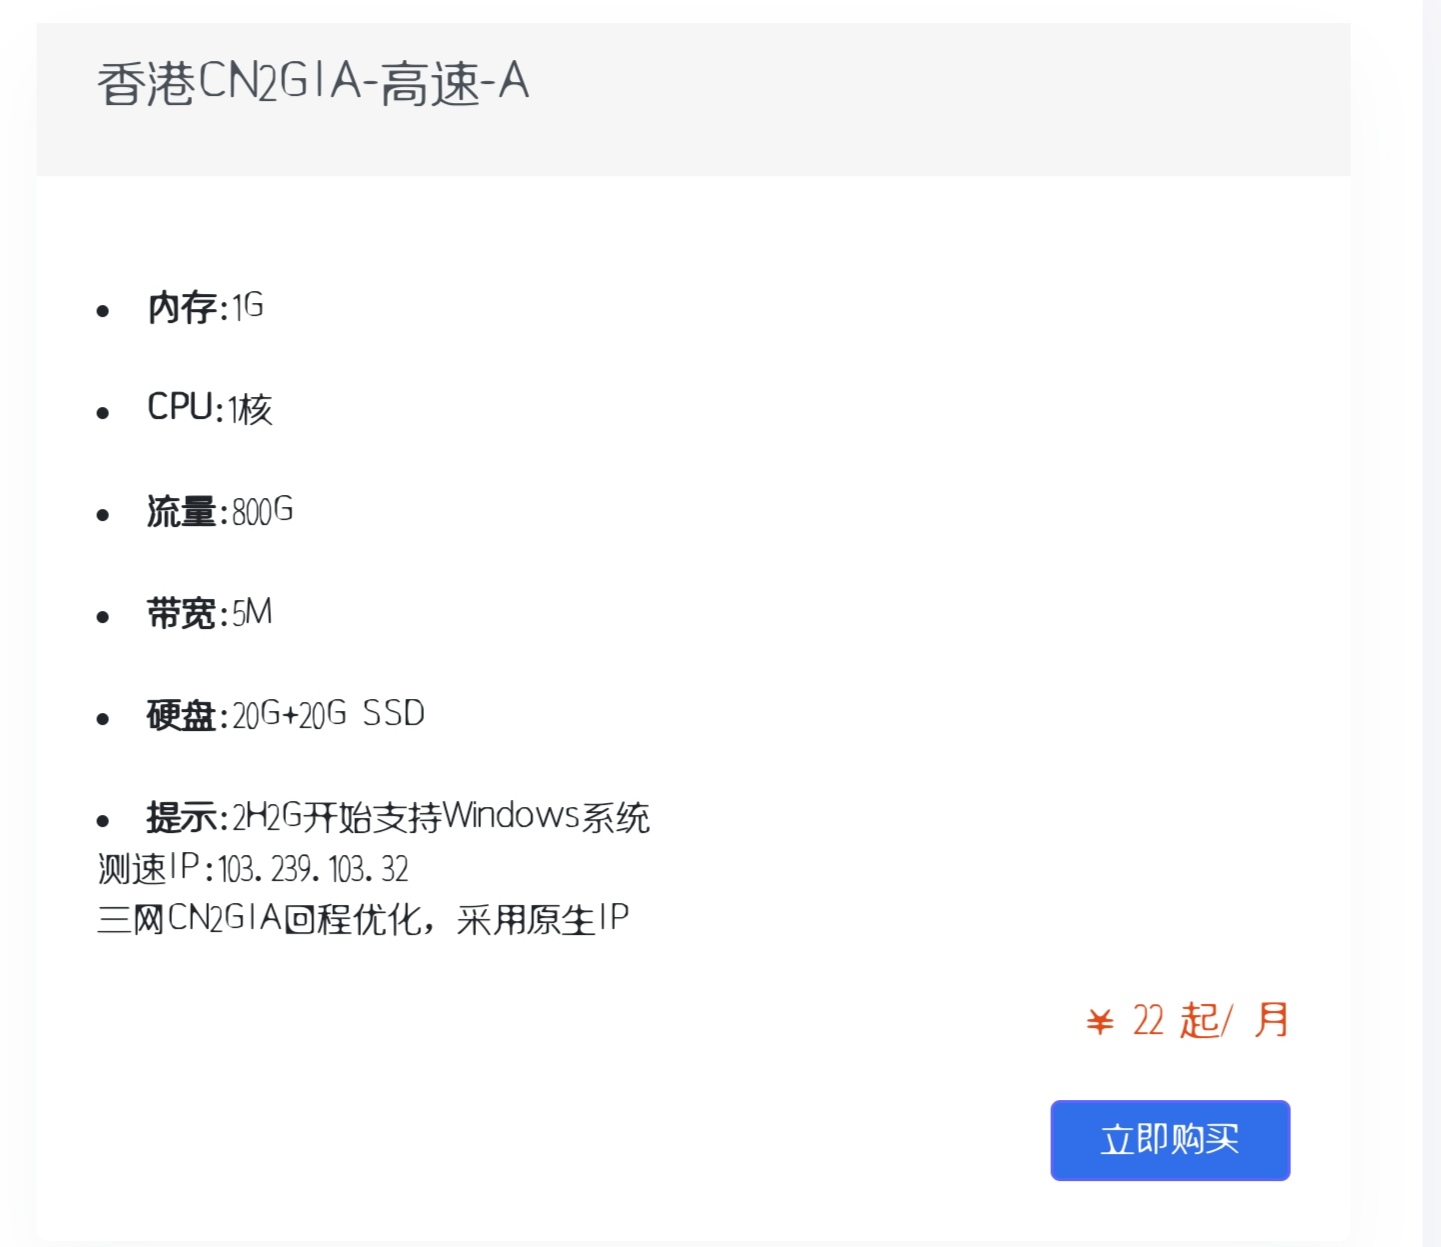 香港CN2GIA-高速-A
• 内存:1G
• CPU:1核
• 流量:800G
• 带宽:5M
• 硬盘:20G+20G SSD
• 提示:2H2G开始支持Windows系统
测速IP:103.239.103.32
三网CN2GIA回程优化，采用原生IP
¥ 22 起/ 月
立即购买